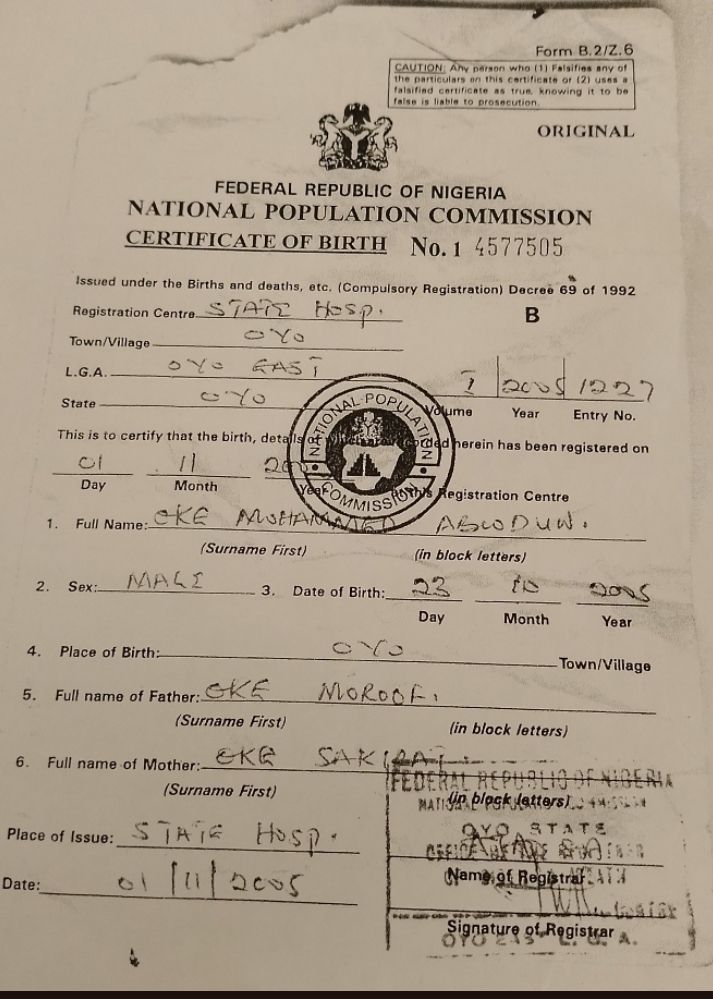 Form B.2/Z.6
CAUTION: Any person who (1) Falsifies any of
the particulars on this certificate or (2) uses a
falsified certificate as true, knowing it to be
false is liable to prosecution.
ORIGINAL
FEDERAL REPUBLIC OF NIGERIA
NATIONAL POPULATION COMMISSION
CERTIFICATE OF BIRTH No. 1 4577505
Issued under the Births and deaths, etc. (Compulsory Registration) Decree 69 of 1992
Registration Centre STATE HOSP.
B
Town/Village OYO
L.G.A. OYO EAST
I 2005 1227
State OYO
Volume Year Entry No.
NATIONAL POPULATION COMMISSION
This is to certify that the birth, details of herein has been registered on
01 11
Day Month Year Registration Centre
1. Full Name: OKE MOHAMMED ABIODUN.
(Surname First) (in block letters)
2. Sex: MALE 3. Date of Birth: 23 10 2005
Day Month Year
4. Place of Birth: OYO Town/Village
5. Full name of Father: OKE MOROOF.
(Surname First) (in block letters)
6. Full name of Mother: OKE SAKIRAT.
FEDERAL REPUBLIC OF NIGERIA
(Surname First) (in block letters)
OYO STATE
Place of Issue: STATE HOSP.
Name of Registrar
Date: 01/11/2005
Signature of Registrar